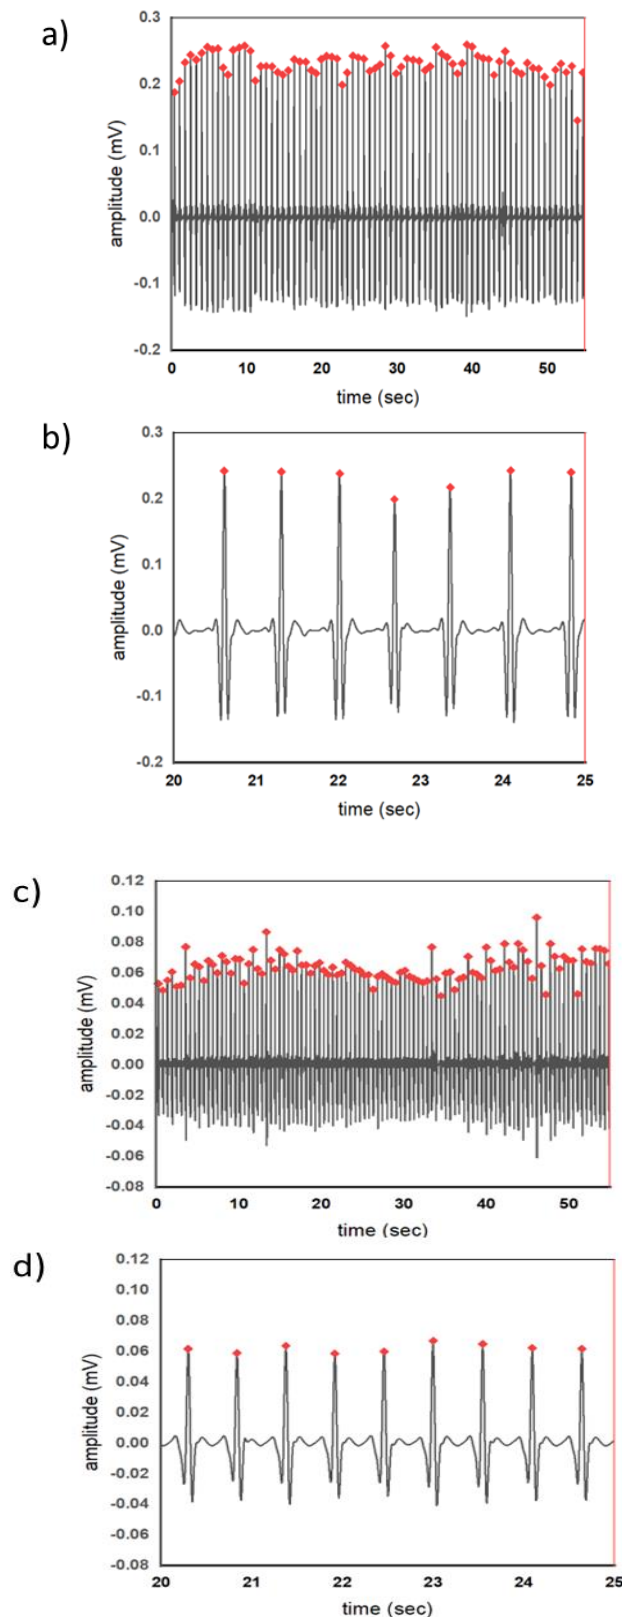 a)
0.3
0.2
0.1
0.0
-0.1
-0.2
amplitude (mV)
0 10 20 30 40 50
time (sec)
b)
0.3
0.2
0.1
0.0
-0.1
-0.2
amplitude (mV)
20 21 22 23 24 25
time (sec)
c)
0.12
0.10
0.08
0.06
0.04
0.02
0.00
-0.02
-0.04
-0.06
-0.08
amplitude (mV)
0 10 20 30 40 50
time (sec)
d)
0.12
0.10
0.08
0.06
0.04
0.02
0.00
-0.02
-0.04
-0.06
-0.08
amplitude (mV)
20 21 22 23 24 25
time (sec)